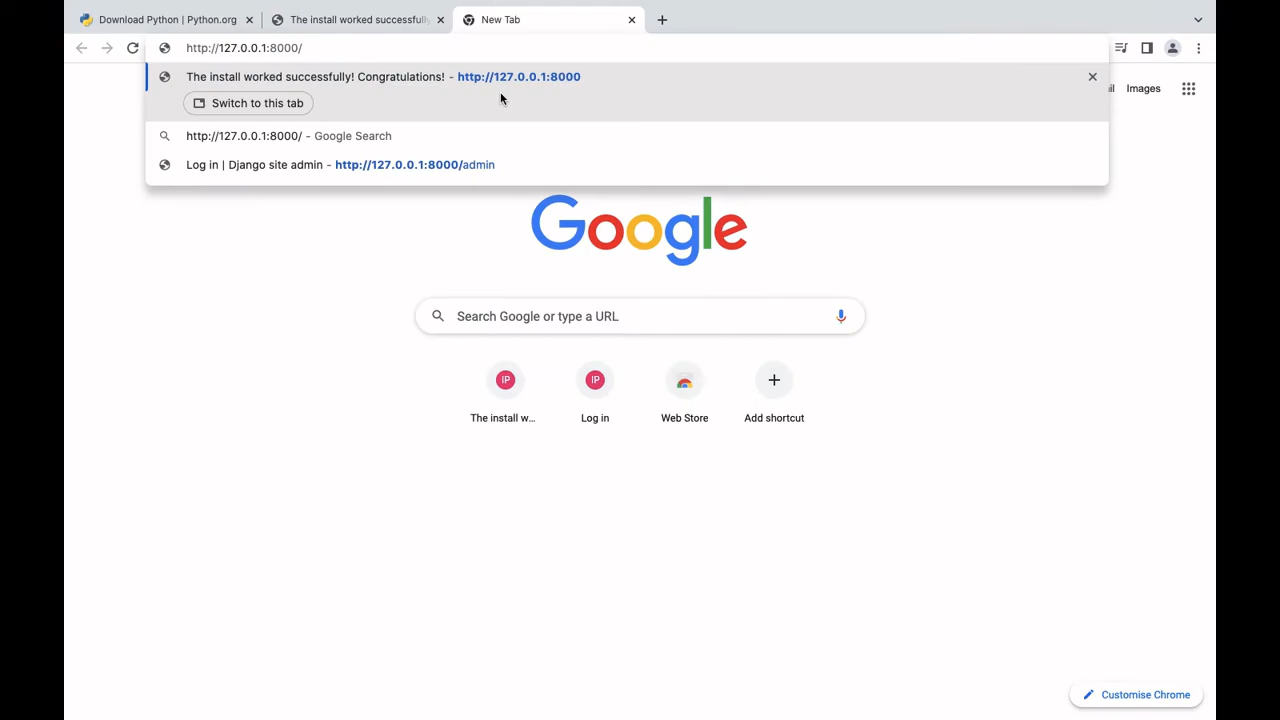 Download Python | Python.org
The install worked successfully
New Tab
http://127.0.0.1:8000/
The install worked successfully! Congratulations! - http://127.0.0.1:8000
Switch to this tab
http://127.0.0.1:8000/ - Google Search
Log in | Django site admin - http://127.0.0.1:8000/admin
il
Images
Google
Search Google or type a URL
IP
IP
The install w...
Log in
Web Store
Add shortcut
Customise Chrome